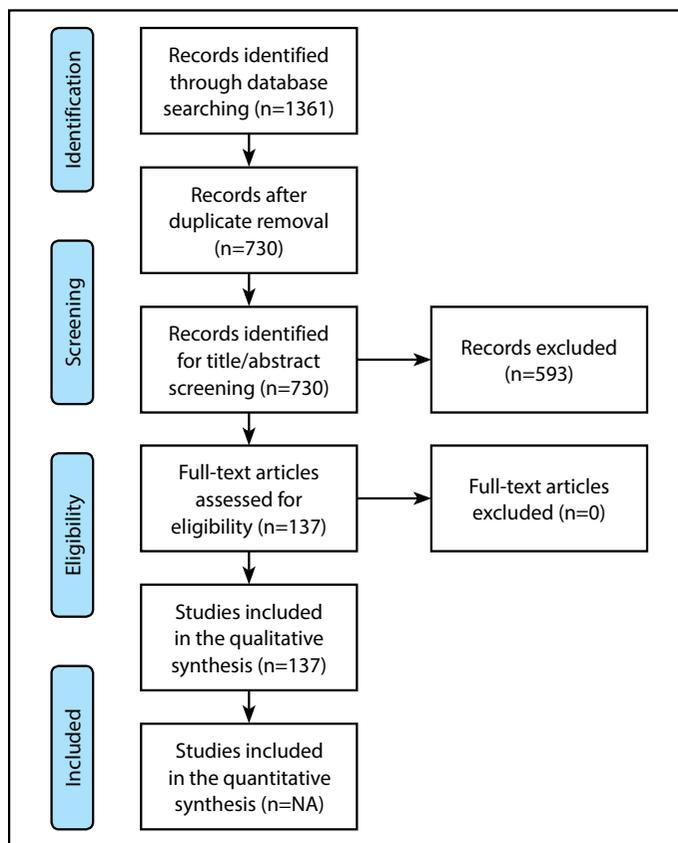 Identification
Records identified
through database
searching (n=1361)
Records after
duplicate removal
(n=730)
Screening
Records identified
for title/abstract
screening (n=730)
Records excluded
(n=593)
Eligibility
Full-text articles
assessed for
eligibility (n=137)
Full-text articles
excluded (n=0)
Studies included
in the qualitative
synthesis (n=137)
Included
Studies included
in the quantitative
synthesis (n=NA)